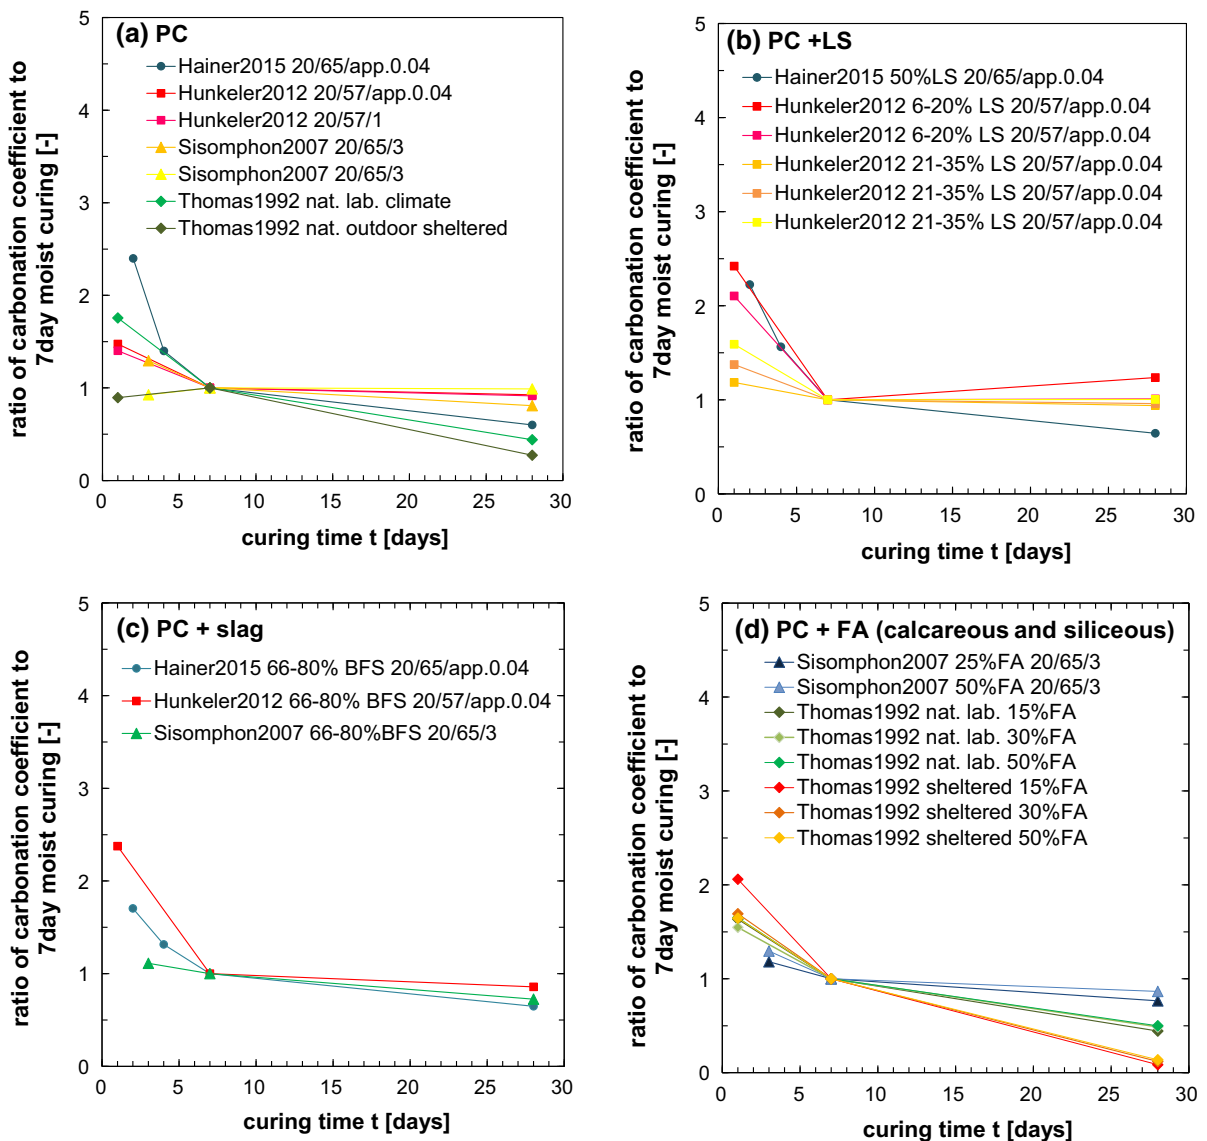 (a) PC
Hainer2015 20/65/app.0.04
Hunkeler2012 20/57/app.0.04
Hunkeler2012 20/57/1
Sisomphon2007 20/65/3
Sisomphon2007 20/65/3
Thomas1992 nat. lab. climate
Thomas1992 nat. outdoor sheltered
ratio of carbonation coefficient to
7day moist curing [-]
5
4
3
2
1
0
0 5 10 15 20 25 30
curing time t [days]
(b) PC +LS
Hainer2015 50%LS 20/65/app.0.04
Hunkeler2012 6-20% LS 20/57/app.0.04
Hunkeler2012 6-20% LS 20/57/app.0.04
Hunkeler2012 21-35% LS 20/57/app.0.04
Hunkeler2012 21-35% LS 20/57/app.0.04
Hunkeler2012 21-35% LS 20/57/app.0.04
ratio of carbonation coefficient to
7day moist curing [-]
5
4
3
2
1
0
0 5 10 15 20 25 30
curing time t [days]
(c) PC + slag
Hainer2015 66-80% BFS 20/65/app.0.04
Hunkeler2012 66-80% BFS 20/57/app.0.04
Sisomphon2007 66-80%BFS 20/65/3
ratio of carbonation coefficient to
7day moist curing [-]
5
4
3
2
1
0
0 5 10 15 20 25 30
curing time t [days]
(d) PC + FA (calcareous and siliceous)
Sisomphon2007 25%FA 20/65/3
Sisomphon2007 50%FA 20/65/3
Thomas1992 nat. lab. 15%FA
Thomas1992 nat. lab. 30%FA
Thomas1992 nat. lab. 50%FA
Thomas1992 sheltered 15%FA
Thomas1992 sheltered 30%FA
Thomas1992 sheltered 50%FA
ratio of carbonation coefficient to
7day moist curing [-]
5
4
3
2
1
0
0 5 10 15 20 25 30
curing time t [days]